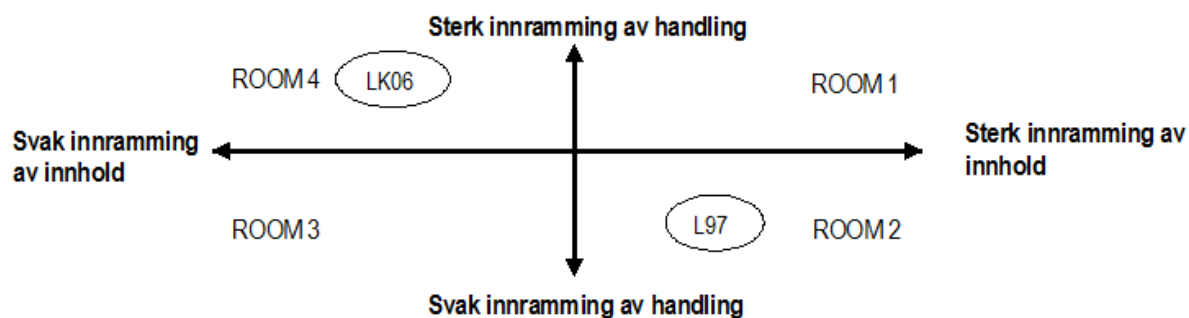 Sterk innramming av handling
ROOM 4
LK06
ROOM 1
Svak innramming
av innhold
Sterk innramming av
innhold
ROOM 3
L97
ROOM 2
Svak innramming av handling